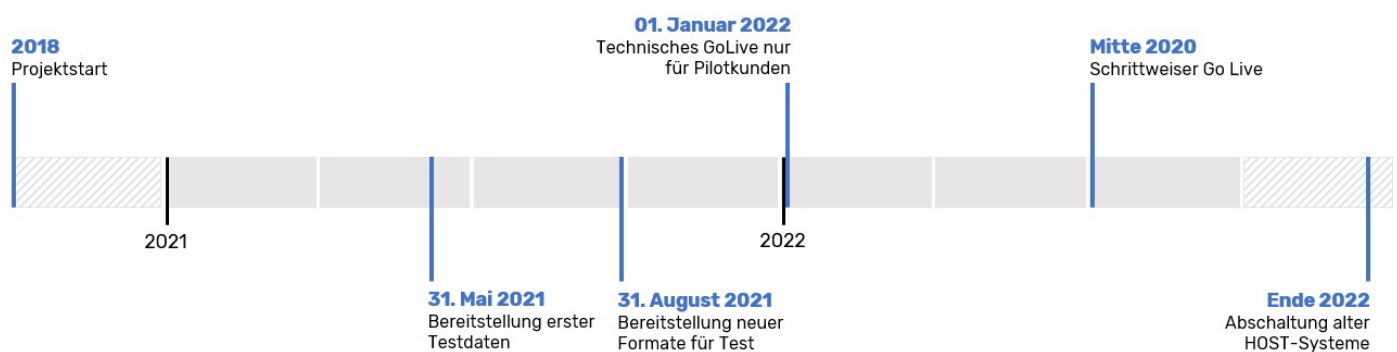 2018
Projektstart
01. Januar 2022
Technisches GoLive nur
für Pilotkunden
Mitte 2020
Schrittweiser Go Live
2021
2022
31. Mai 2021
Bereitstellung erster
Testdaten
31. August 2021
Bereitstellung neuer
Formate für Test
Ende 2022
Abschaltung alter
HOST-Systeme